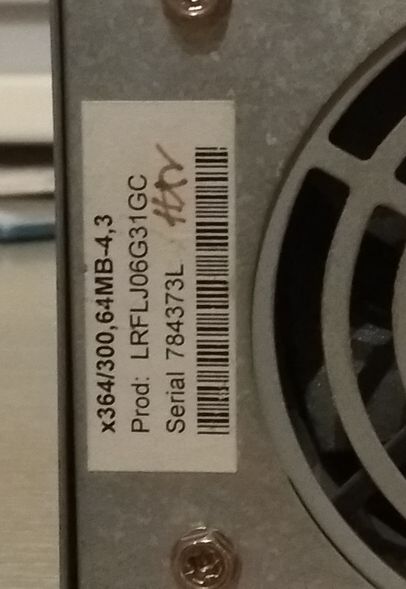 x364/300,64MB-4,3
Prod: LRFLJ06G31GC
Serial 784373L